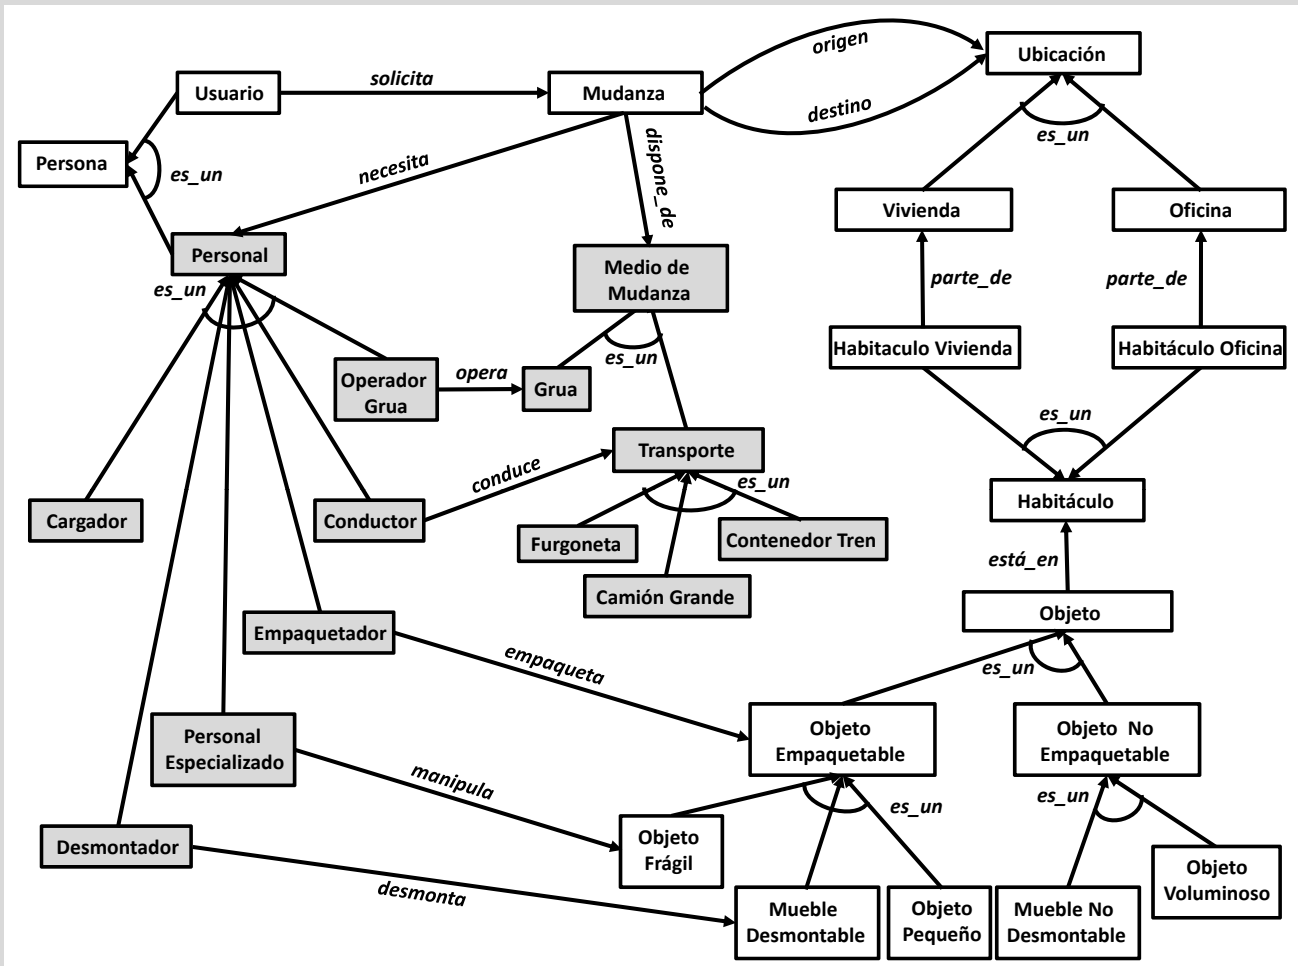 origen
Ubicación
solicita
Usuario
Mudanza
destino
es_un
Persona
es_un
necesita
dispone_de
Vivienda
Oficina
Personal
Medio de
Mudanza
es_un
parte_de
parte_de
Habitaculo Vivienda
Habitáculo Oficina
es_un
Operador
Grua
opera
Grua
es_un
Transporte
conduce
es_un
Habitáculo
Cargador
Conductor
Furgoneta
Contenedor Tren
está_en
Camión Grande
Objeto
Empaquetador
empaqueta
es_un
Objeto
Empaquetable
Objeto No
Empaquetable
Personal
Especializado
manipula
es_un
es_un
Desmontador
Objeto
Frágil
Objeto
Voluminoso
desmonta
Mueble
Desmontable
Objeto
Pequeño
Mueble No
Desmontable